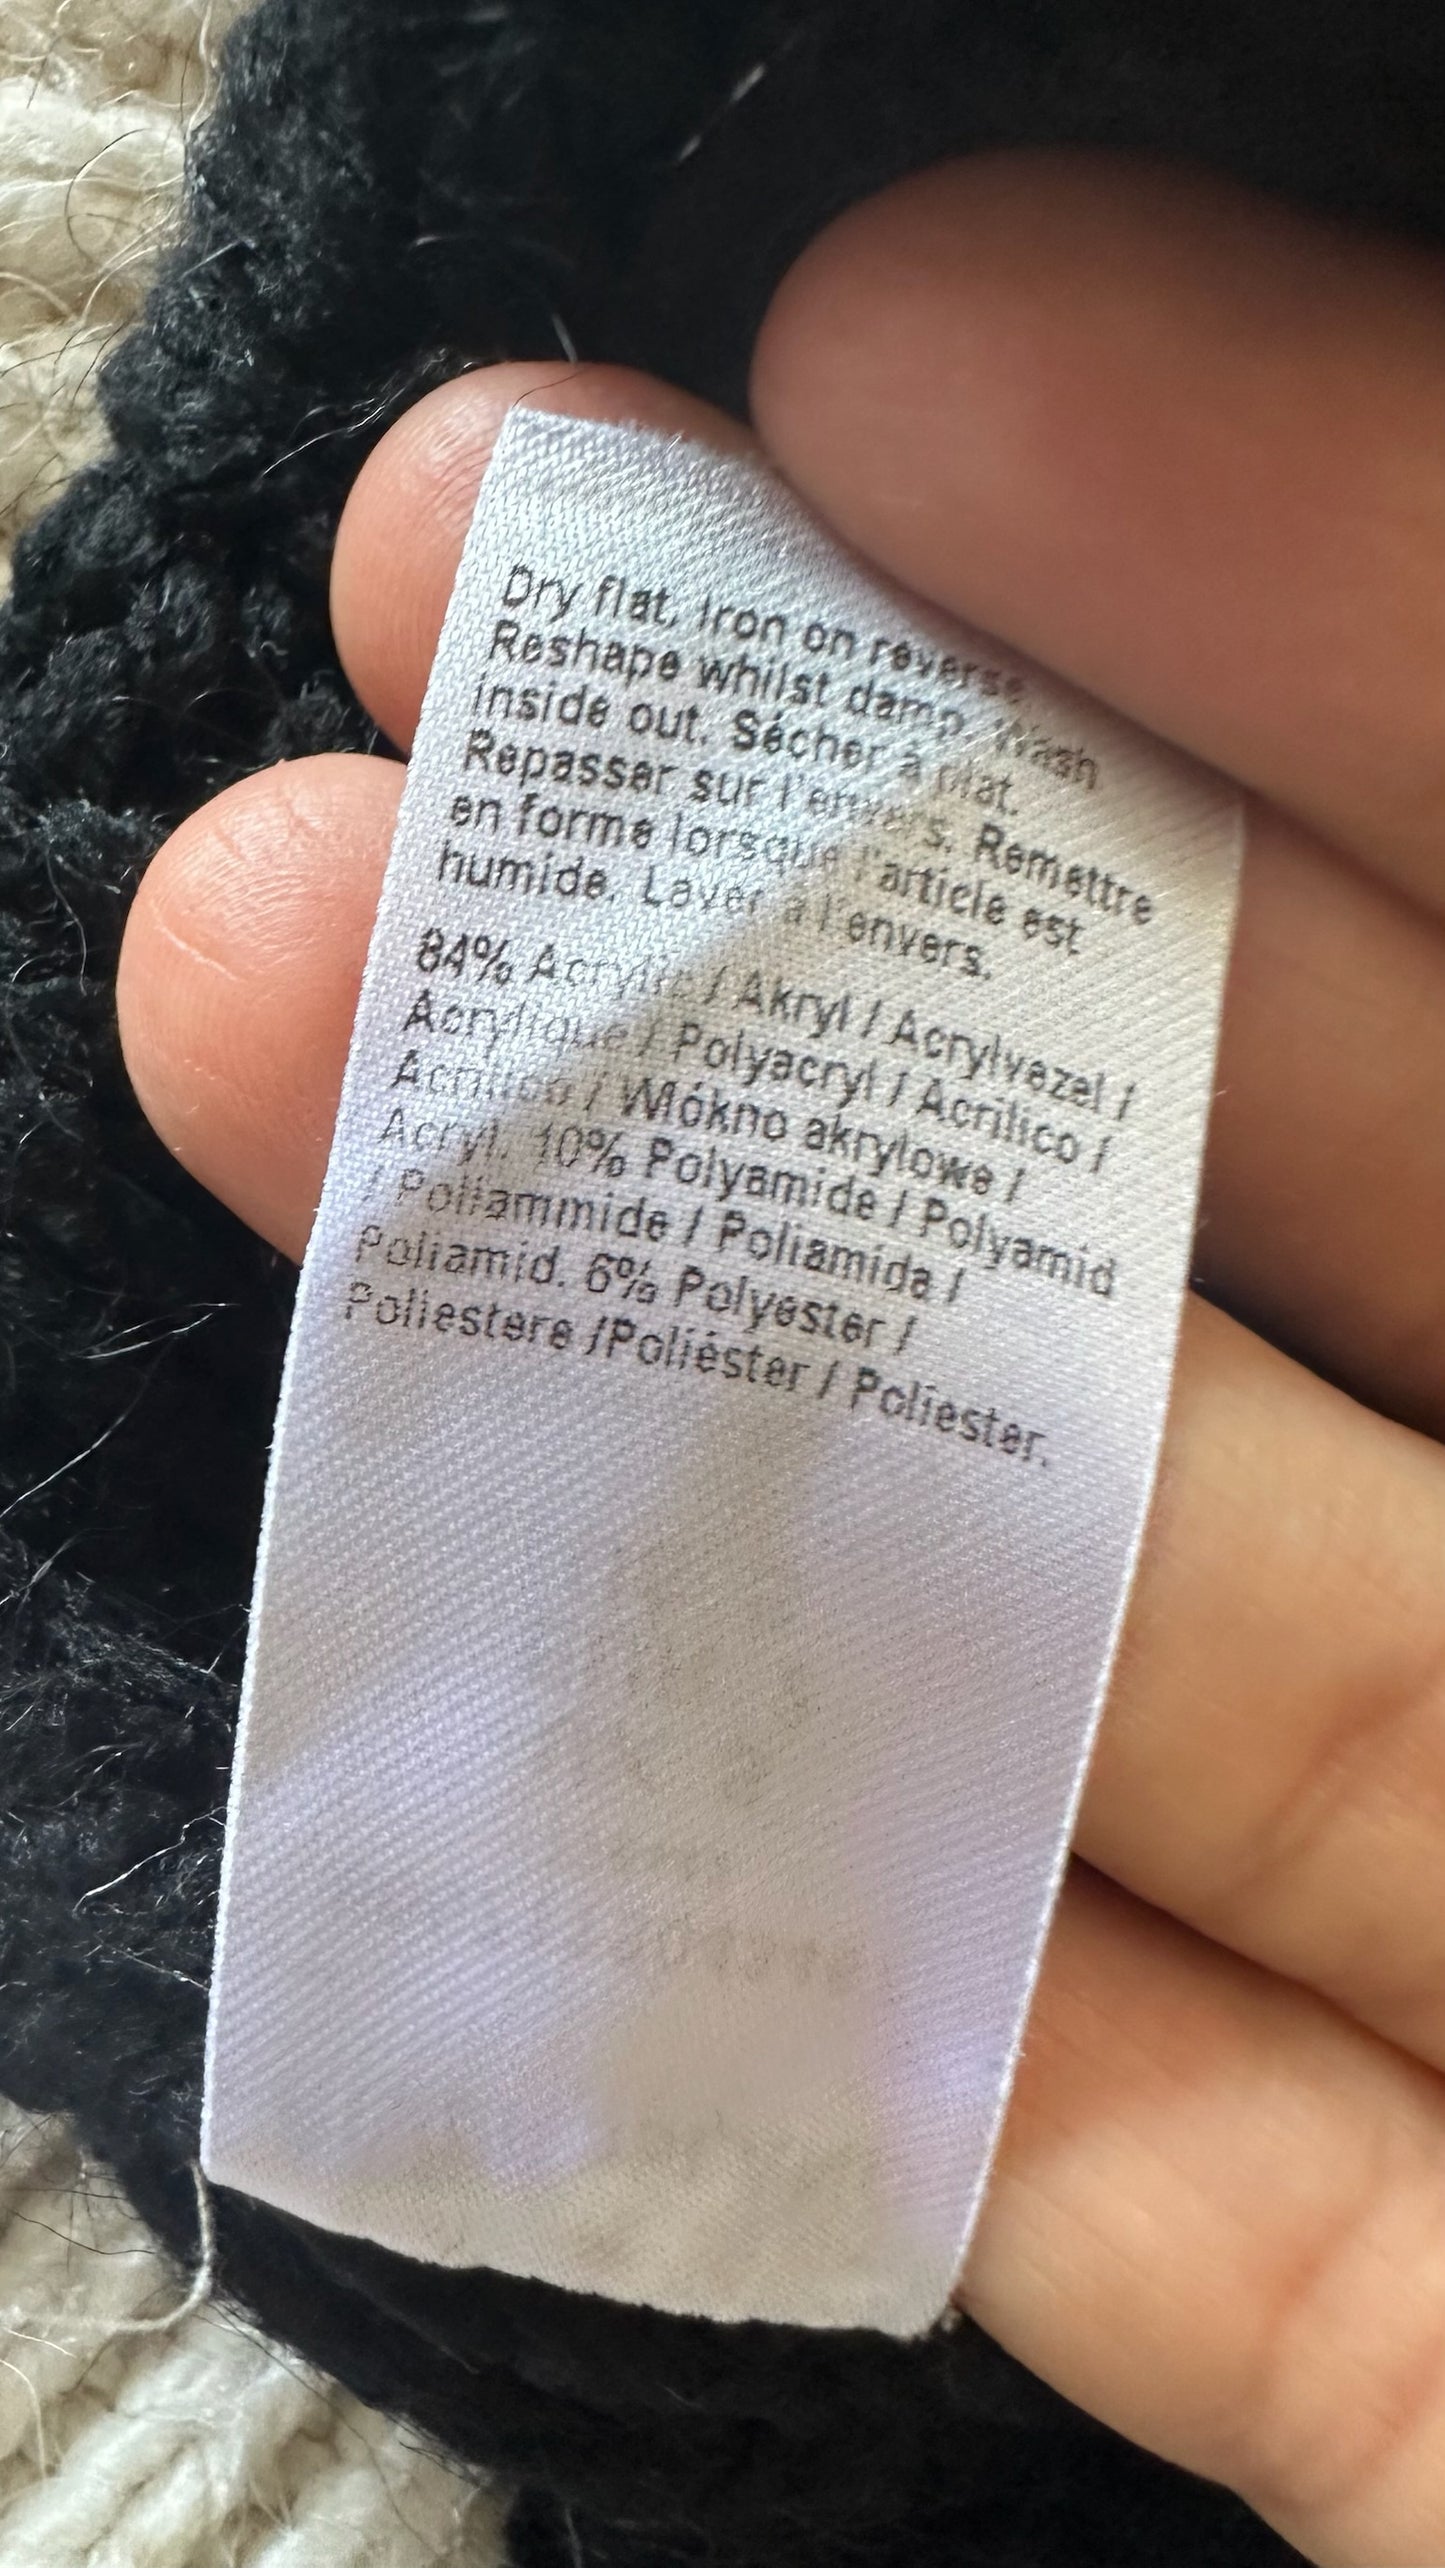 Dry flat. Iron on reverse.
Reshape whilst damp. Wash
inside out. Sécher à plat.
Repasser sur l'envers. Remettre
en forme lorsque l'article est
humide. Laver à l'envers.
84% Acrylic / Akryl / Acrylvezel /
Acrylique / Polyacryl / Acrilico /
Acrílico / Włókno akrylowe /
Acryl. 10% Polyamide / Polyamid
/ Poliammide / Poliamida /
Poliamid. 6% Polyester /
Poliestere /Poliéster / Poliester.